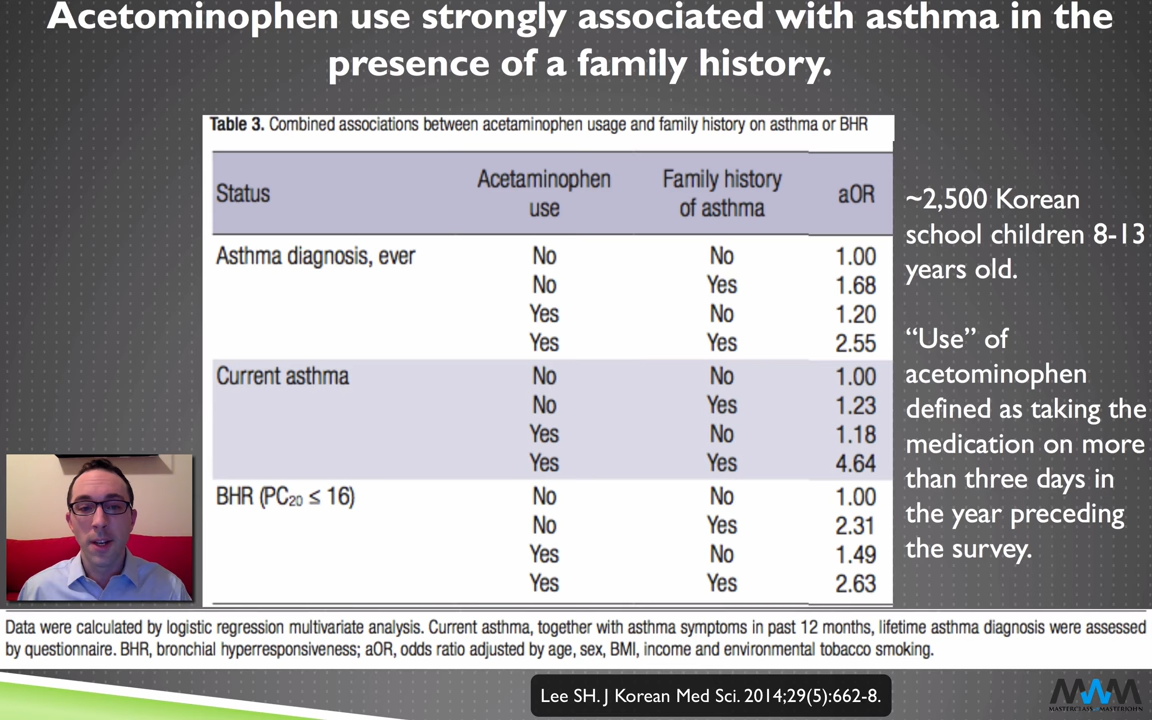 Acetominophen use strongly associated with asthma in the
presence of a family history.
Table 3. Combined associations between acetaminophen usage and family history on asthma or BHR
Status Acetaminophen use Family history of asthma aOR
Asthma diagnosis, ever No No 1.00
No Yes 1.68
Yes No 1.20
Yes Yes 2.55
Current asthma No No 1.00
No Yes 1.23
Yes No 1.18
Yes Yes 4.64
BHR (PC20 ≤ 16) No No 1.00
No Yes 2.31
Yes No 1.49
Yes Yes 2.63
Data were calculated by logistic regression multivariate analysis. Current asthma, together with asthma symptoms in past 12 months, lifetime asthma diagnosis were assessed
by questionnaire. BHR, bronchial hyperresponsiveness; aOR, odds ratio adjusted by age, sex, BMI, income and environmental tobacco smoking.
~2,500 Korean
school children 8-13
years old.
“Use” of
acetominophen
defined as taking the
medication on more
than three days in
the year preceding
the survey.
Lee SH. J Korean Med Sci. 2014;29(5):662-8.
MWM
MASTERCLASS WITH MASTERJOHN